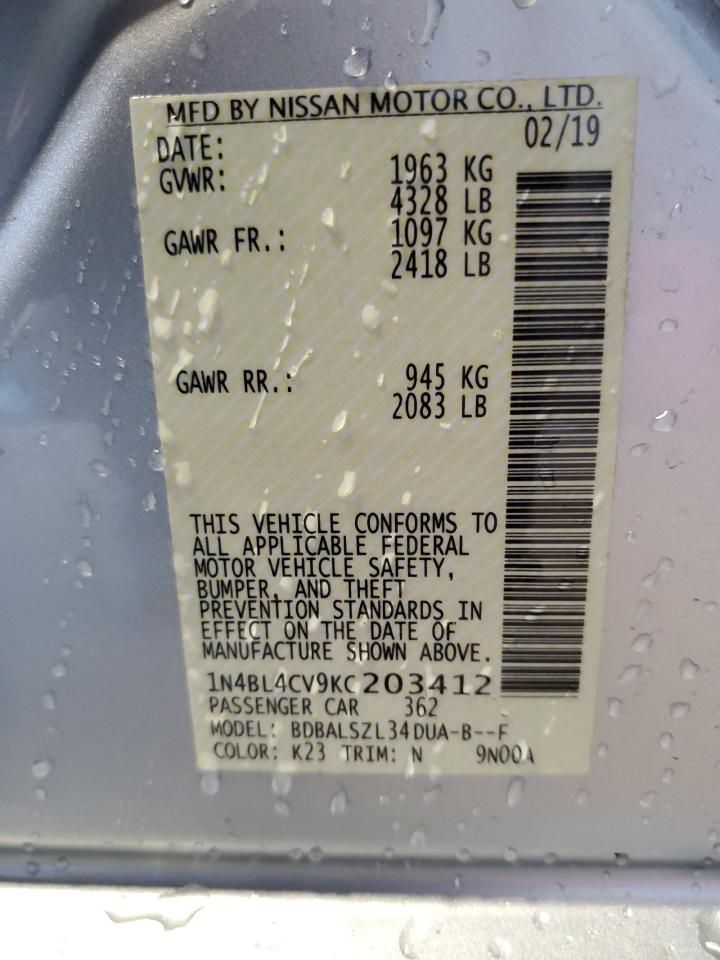 MFD BY NISSAN MOTOR CO., LTD.
DATE: 02/19
GVWR: 1963 KG
4328 LB
GAWR FR.: 1097 KG
2418 LB
GAWR RR.: 945 KG
2083 LB
THIS VEHICLE CONFORMS TO
ALL APPLICABLE FEDERAL
MOTOR VEHICLE SAFETY,
BUMPER, AND THEFT
PREVENTION STANDARDS IN
EFFECT ON THE DATE OF
MANUFACTURE SHOWN ABOVE.
1N4BL4CV9KC203412
PASSENGER CAR 362
MODEL: BDBALSZL34DUA-B--F
COLOR: K23 TRIM: N 9N00A